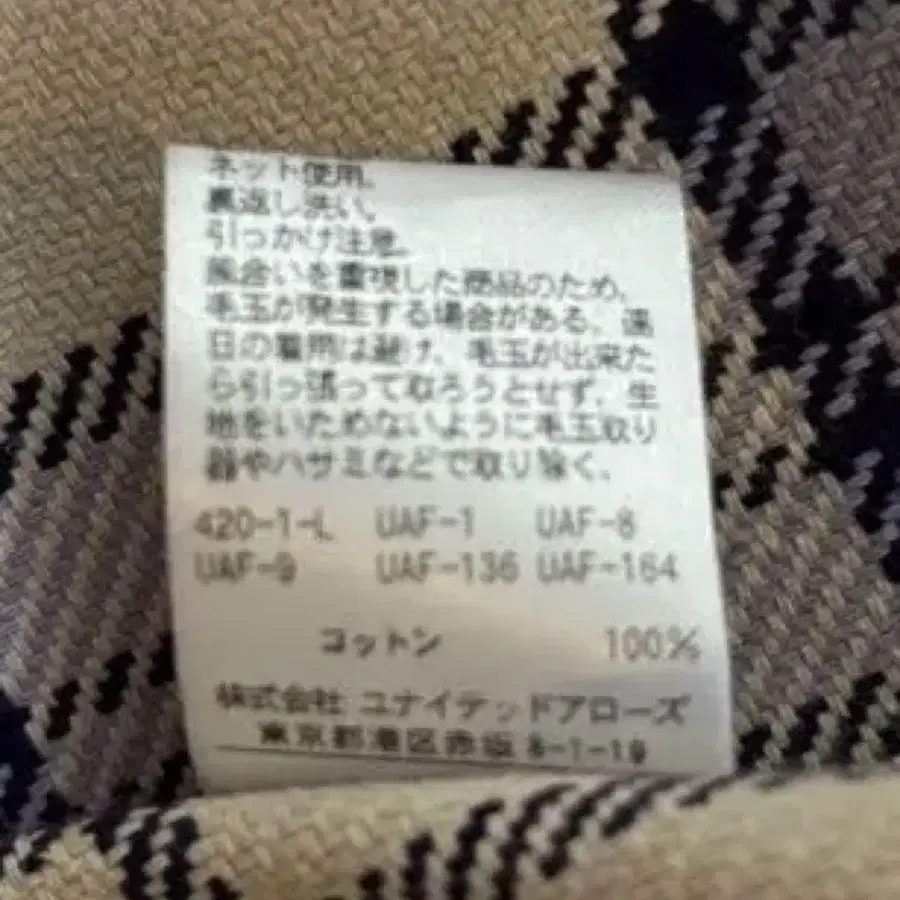 ネット使用。
裏返し洗い。
引っかけ注意。
風合いを重視した商品のため、
毛玉が発生する場合がある。連
日の着用は避け、毛玉が出来た
ら引っ張って取ろうとせず、生
地をいためないように毛玉取り
器やハサミなどで取り除く。
420-1-L UAF-1 UAF-8
UAF-9 UAF-136 UAF-164
コットン 100%
株式会社 ユナイテッドアローズ
東京都港区赤坂 8-1-19